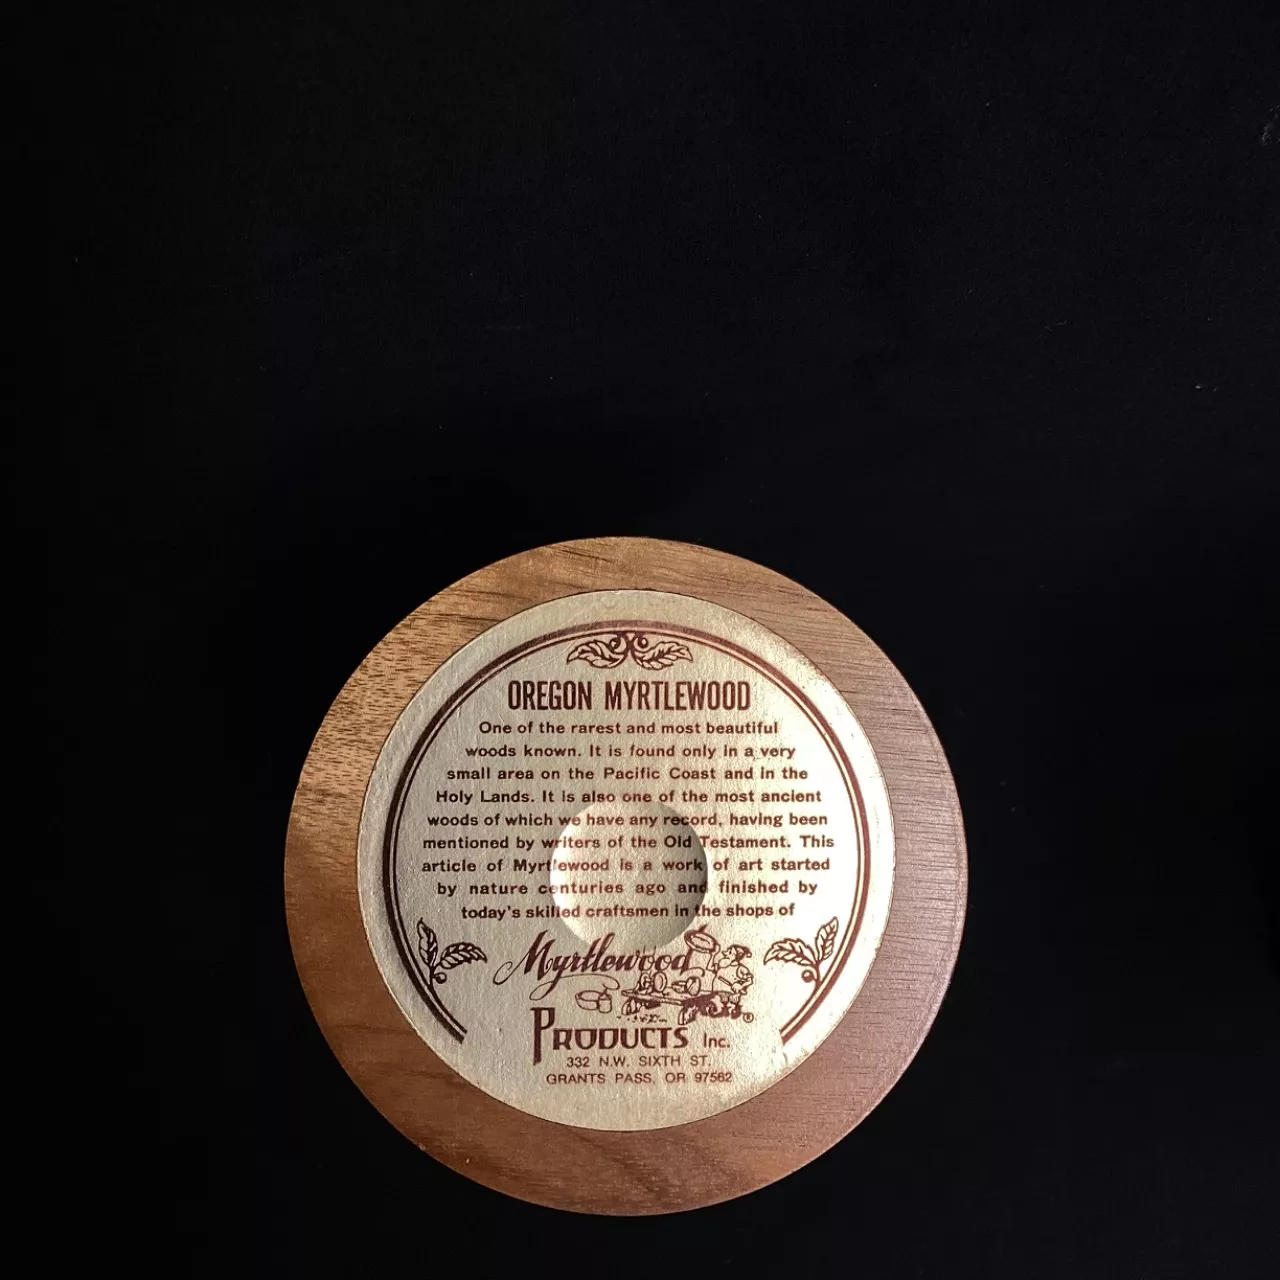 OREGON MYRTLEWOOD
One of the rarest and most beautiful
woods known. It is found only in a very
small area on the Pacific Coast and in the
Holy Lands. It is also one of the most ancient
woods of which we have any record, having been
mentioned by writers of the Old Testament. This
article of Myrtlewood is a work of art started
by nature centuries ago and finished by
today's skilled craftsmen in the shops of
Myrtlewood
PRODUCTS Inc.
332 N.W. SIXTH ST.
GRANTS PASS, OR 97562